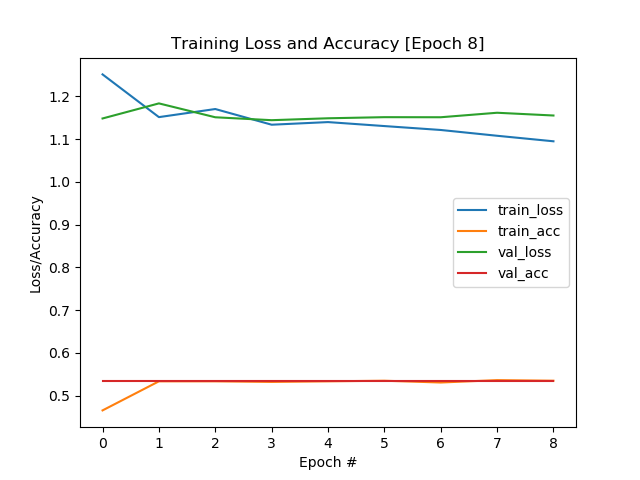 Training Loss and Accuracy [Epoch 8]
Loss/Accuracy
1.2
1.1
1.0
0.9
0.8
0.7
0.6
0.5
train_loss
train_acc
val_loss
val_acc
0 1 2 3 4 5 6 7 8
Epoch #